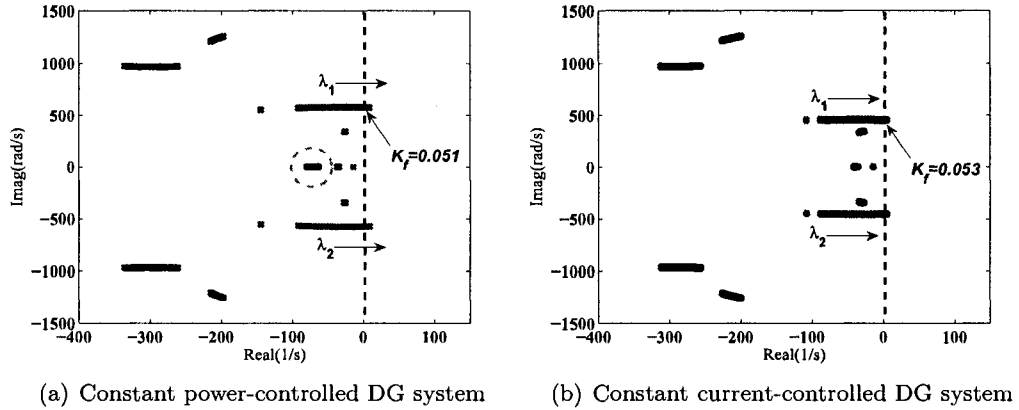 1500
1000
500
0
−500
−1000
−1500
−400
−300
−200
−100
0
100
Imag(rad/s)
Real(1/s)
λ1
λ2
Kf=0.051
(a) Constant power-controlled DG system
1500
1000
500
0
−500
−1000
−1500
−400
−300
−200
−100
0
100
Imag(rad/s)
Real(1/s)
λ1
λ2
Kf=0.053
(b) Constant current-controlled DG system